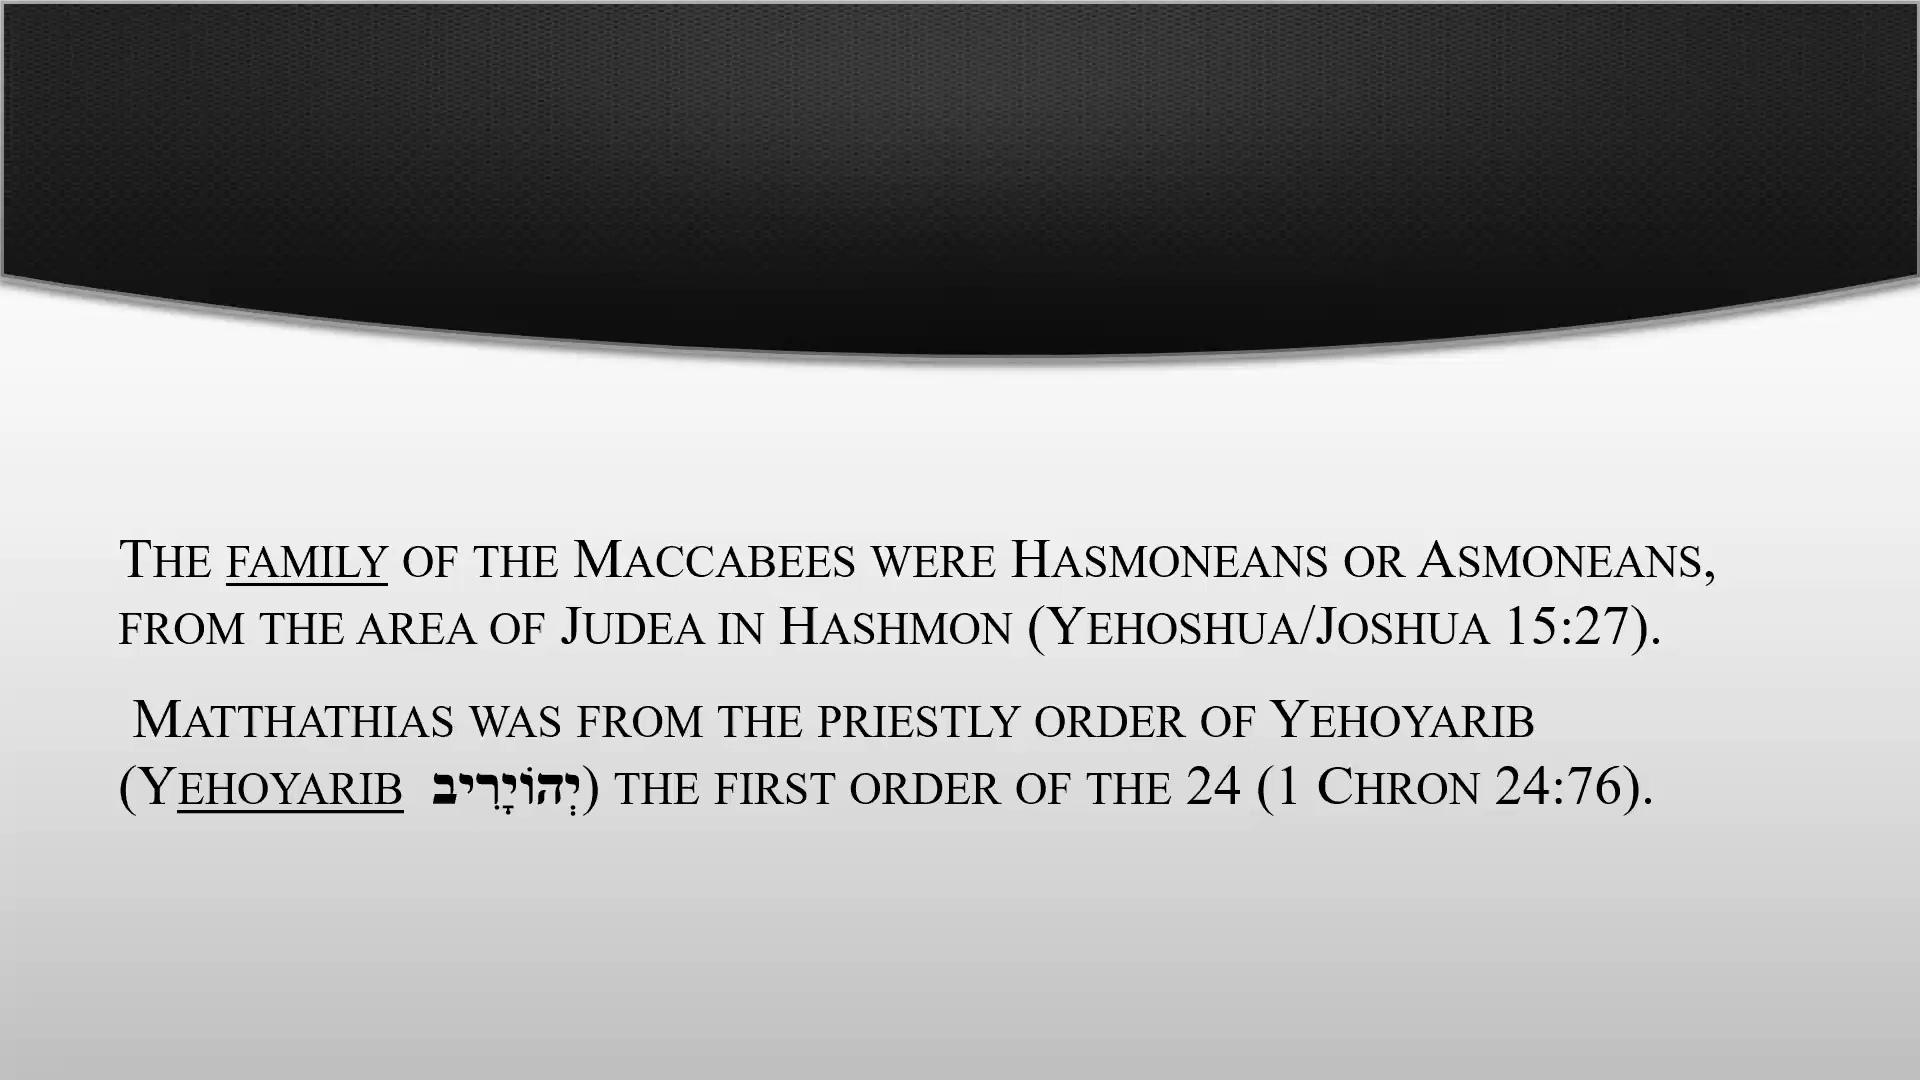 The family of the Maccabees were Hasmoneans or Asmoneans,
from the area of Judea in Hashmon (Yehoshua/Joshua 15:27).
Matthathias was from the priestly order of Yehoyarib
(Yehoyarib יְהוֹיָרִיב) the first order of the 24 (1 Chron 24:76).